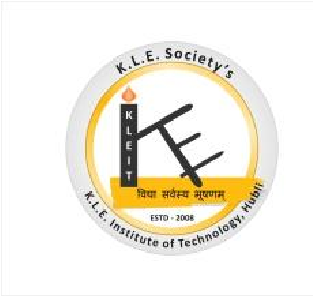 K.L.E. Society's
KLEIT
विद्या सर्वस्य भूषणम्
ESTD - 2008
K.L.E. Institute of Technology, Hubli